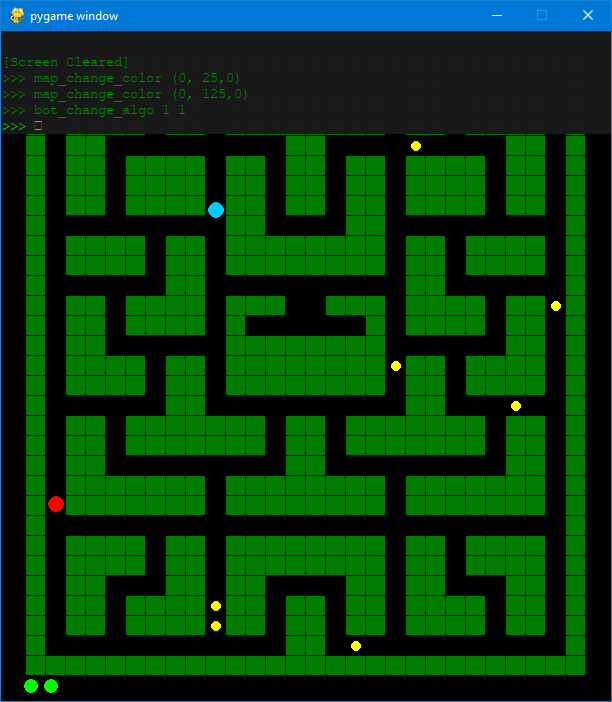 pygame window
[Screen Cleared]
>>> map_change_color (0, 25,0)
>>> map_change_color (0, 125,0)
>>> bot_change_algo 1 1
>>>